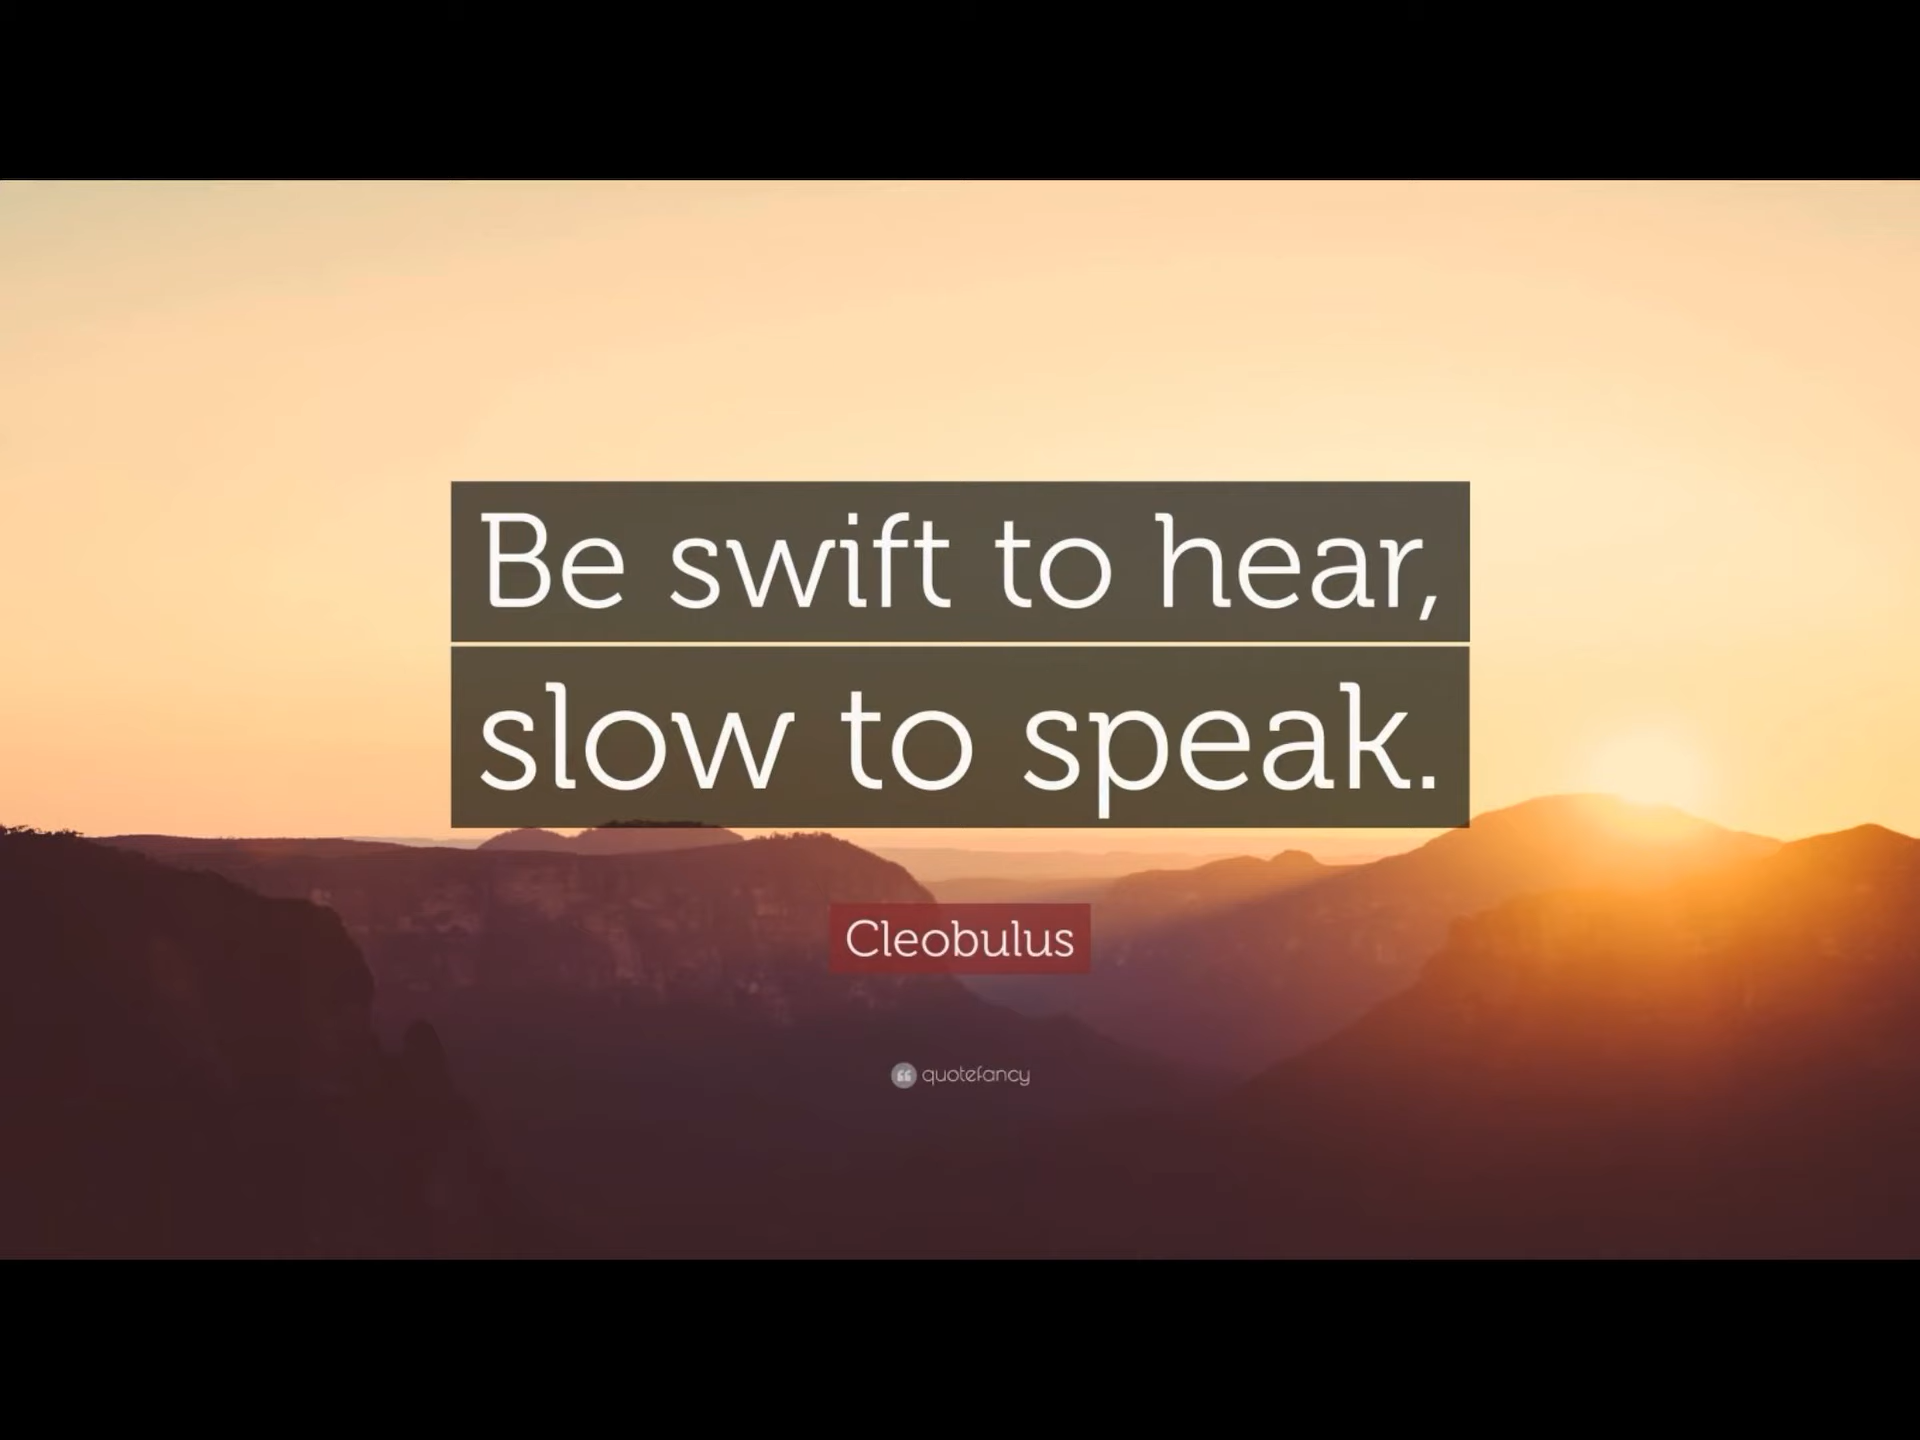 Be swift to hear,
slow to speak.
Cleobulus
quotefancy